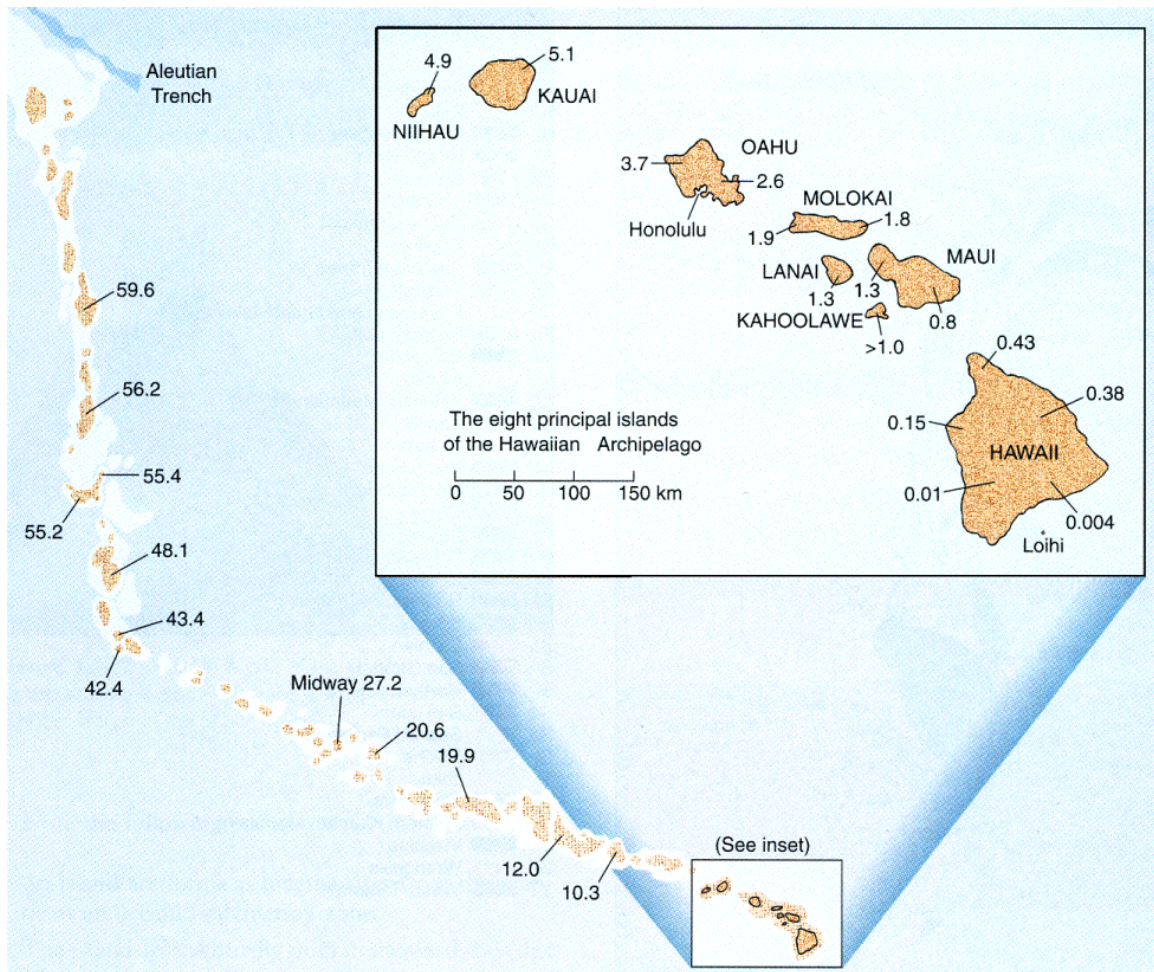 Aleutian
Trench
4.9
5.1
KAUAI
NIIHAU
OAHU
3.7
2.6
Honolulu
MOLOKAI
1.8
1.9
MAUI
LANAI
1.3
1.3
KAHOOLAWE
0.8
>1.0
0.43
0.38
0.15
HAWAII
0.01
0.004
Loihi
The eight principal islands
of the Hawaiian Archipelago
0 50 100 150 km
59.6
56.2
55.4
55.2
48.1
43.4
42.4
Midway 27.2
20.6
19.9
12.0
10.3
(See inset)